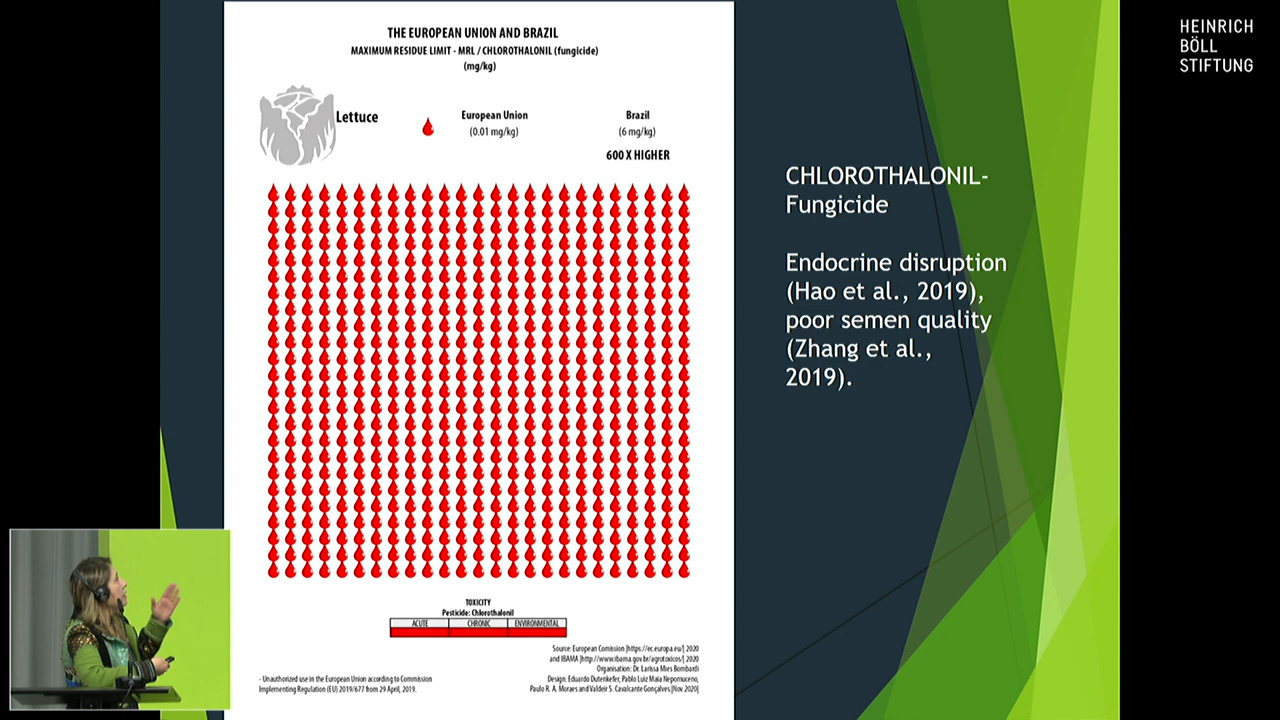 THE EUROPEAN UNION AND BRAZIL
MAXIMUM RESIDUE LIMIT - MRL / CHLOROTHALONIL (fungicide)
(mg/kg)
Lettuce
European Union
(0.01 mg/kg)
Brazil
(6 mg/kg)
600 X HIGHER
TOXICITY
Pesticide: Chlorothalonil
ACUTE CHRONIC ENVIRONMENTAL
Source: European Comission [https://ec.europa.eu/] 2020
and IBAMA [http://www.ibama.gov.br/agrotoxicos/] 2020
Organisation: Dr. Larissa Mies Bombardi
Design: Eduardo Dutenkefer, Pablo Luiz Maia Nepomuceno,
Paulo R. A. Moraes and Valdeir S. Cavalcante Gonçalves [Nov.2020]
- Unauthorized use in the European Union according to Commission
Implementing Regulation (EU) 2019/677 from 29 April, 2019.
CHLOROTHALONIL-
Fungicide
Endocrine disruption
(Hao et al., 2019),
poor semen quality
(Zhang et al.,
2019).
HEINRICH
BÖLL
STIFTUNG